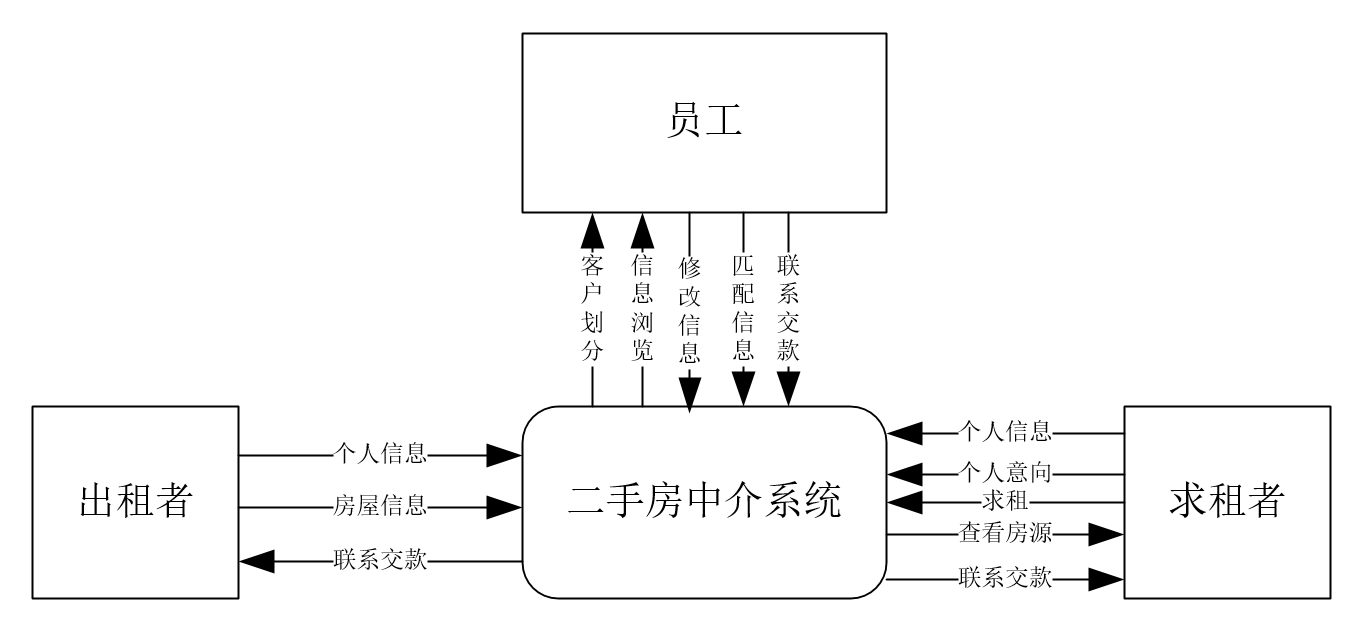 员工
客户划分
信息浏览
修改信息
匹配信息
联系交款
出租者
个人信息
房屋信息
联系交款
二手房中介系统
个人信息
个人意向
求租
查看房源
联系交款
求租者